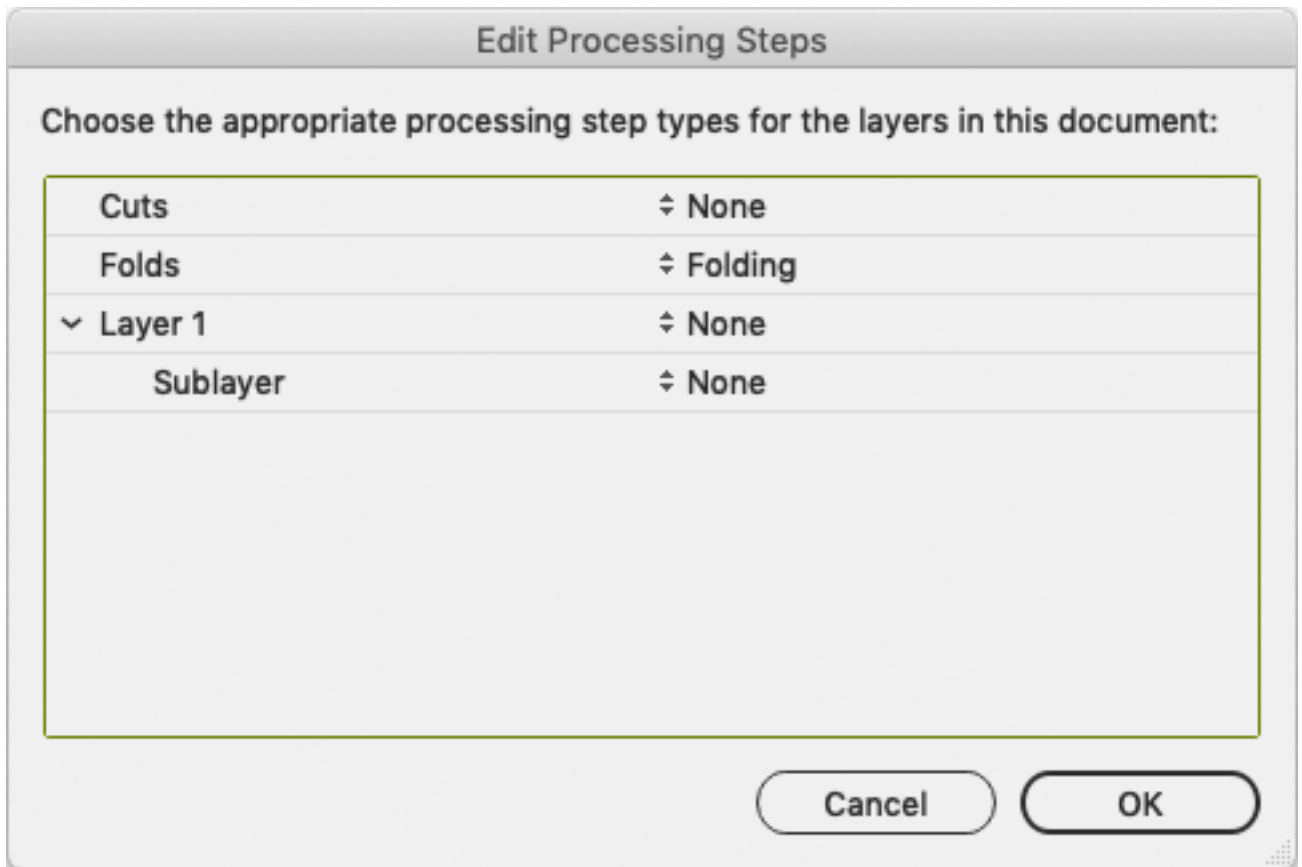 Edit Processing Steps
Choose the appropriate processing step types for the layers in this document:
Cuts None
Folds Folding
Layer 1 None
Sublayer None
Cancel OK